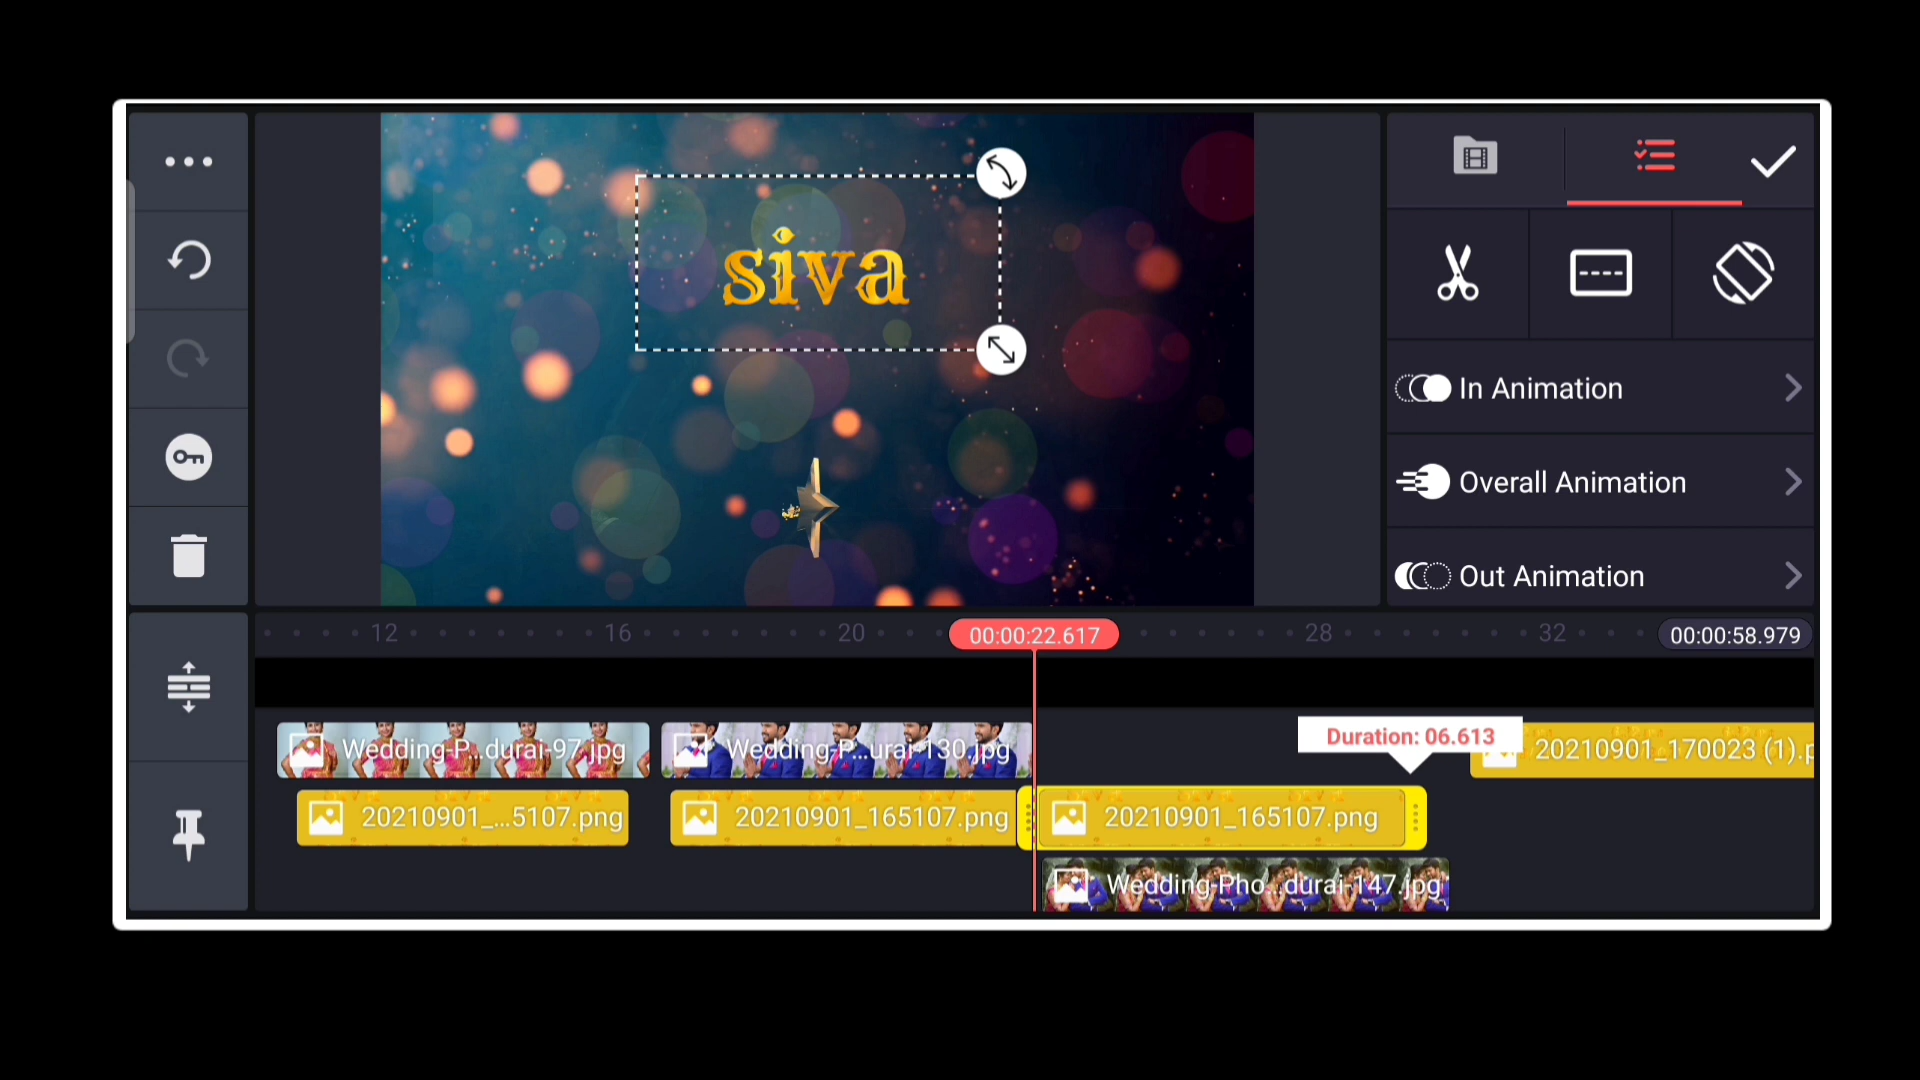 siva
In Animation
Overall Animation
Out Animation
12
16
20
00:00:22.617
28
32
00:00:58.979
Wedding-P...durai-97.jpg
Wedding-P...urai-130.jpg
Duration: 06.613
20210901_170023 (1).p
20210901_...5107.png
20210901_165107.png
20210901_165107.png
Wedding-Pho...durai-147.jpg